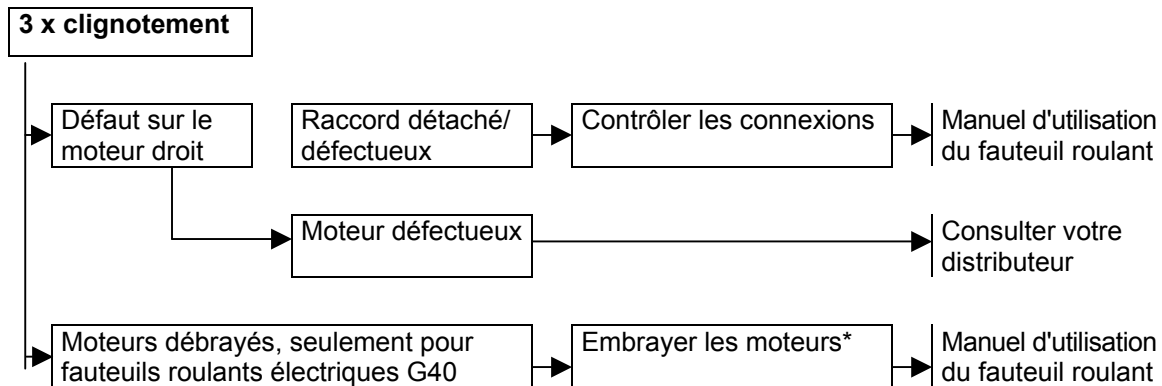 3 x clignotement
Défaut sur le
moteur droit
Raccord détaché/
défectueux
Contrôler les connexions
Manuel d'utilisation
du fauteuil roulant
Moteur défectueux
Consulter votre
distributeur
Moteurs débrayés, seulement pour
fauteuils roulants électriques G40
Embrayer les moteurs*
Manuel d'utilisation
du fauteuil roulant